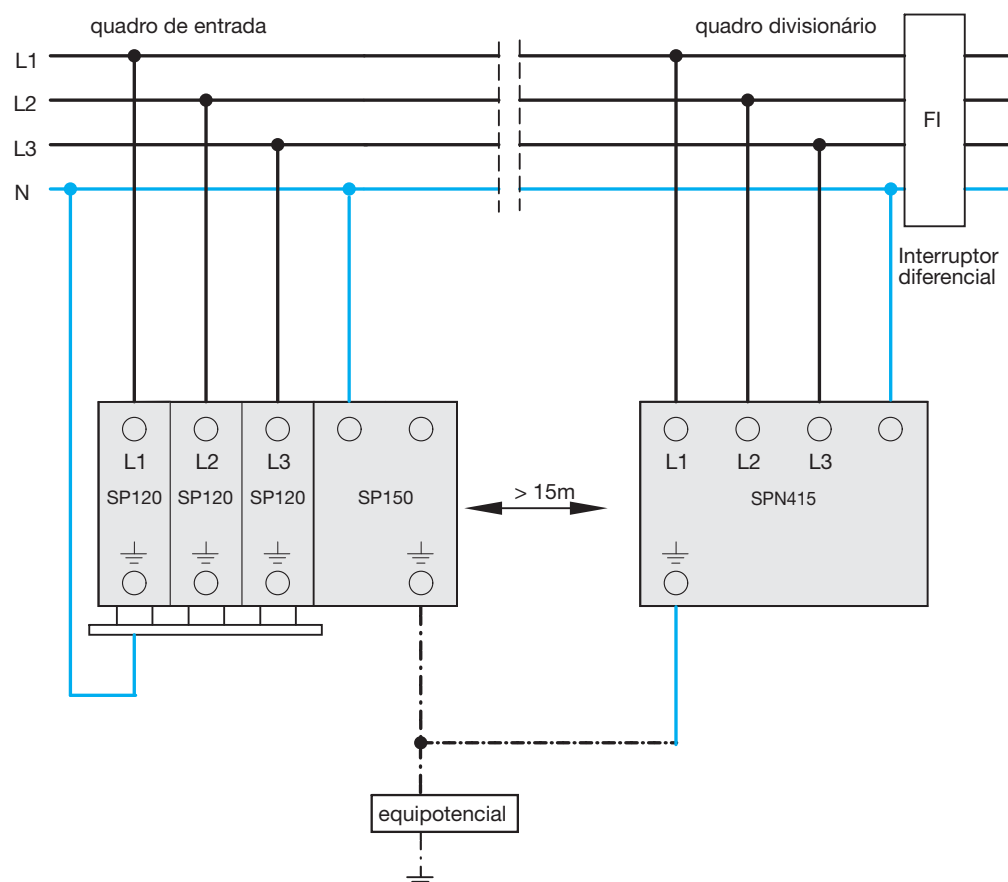 quadro de entrada
quadro divisionário
L1
L2
L3
N
FI
Interruptor
diferencial
L1
L2
L3
SP120
SP120
SP120
SP150
> 15m
L1
L2
L3
SPN415
equipotencial